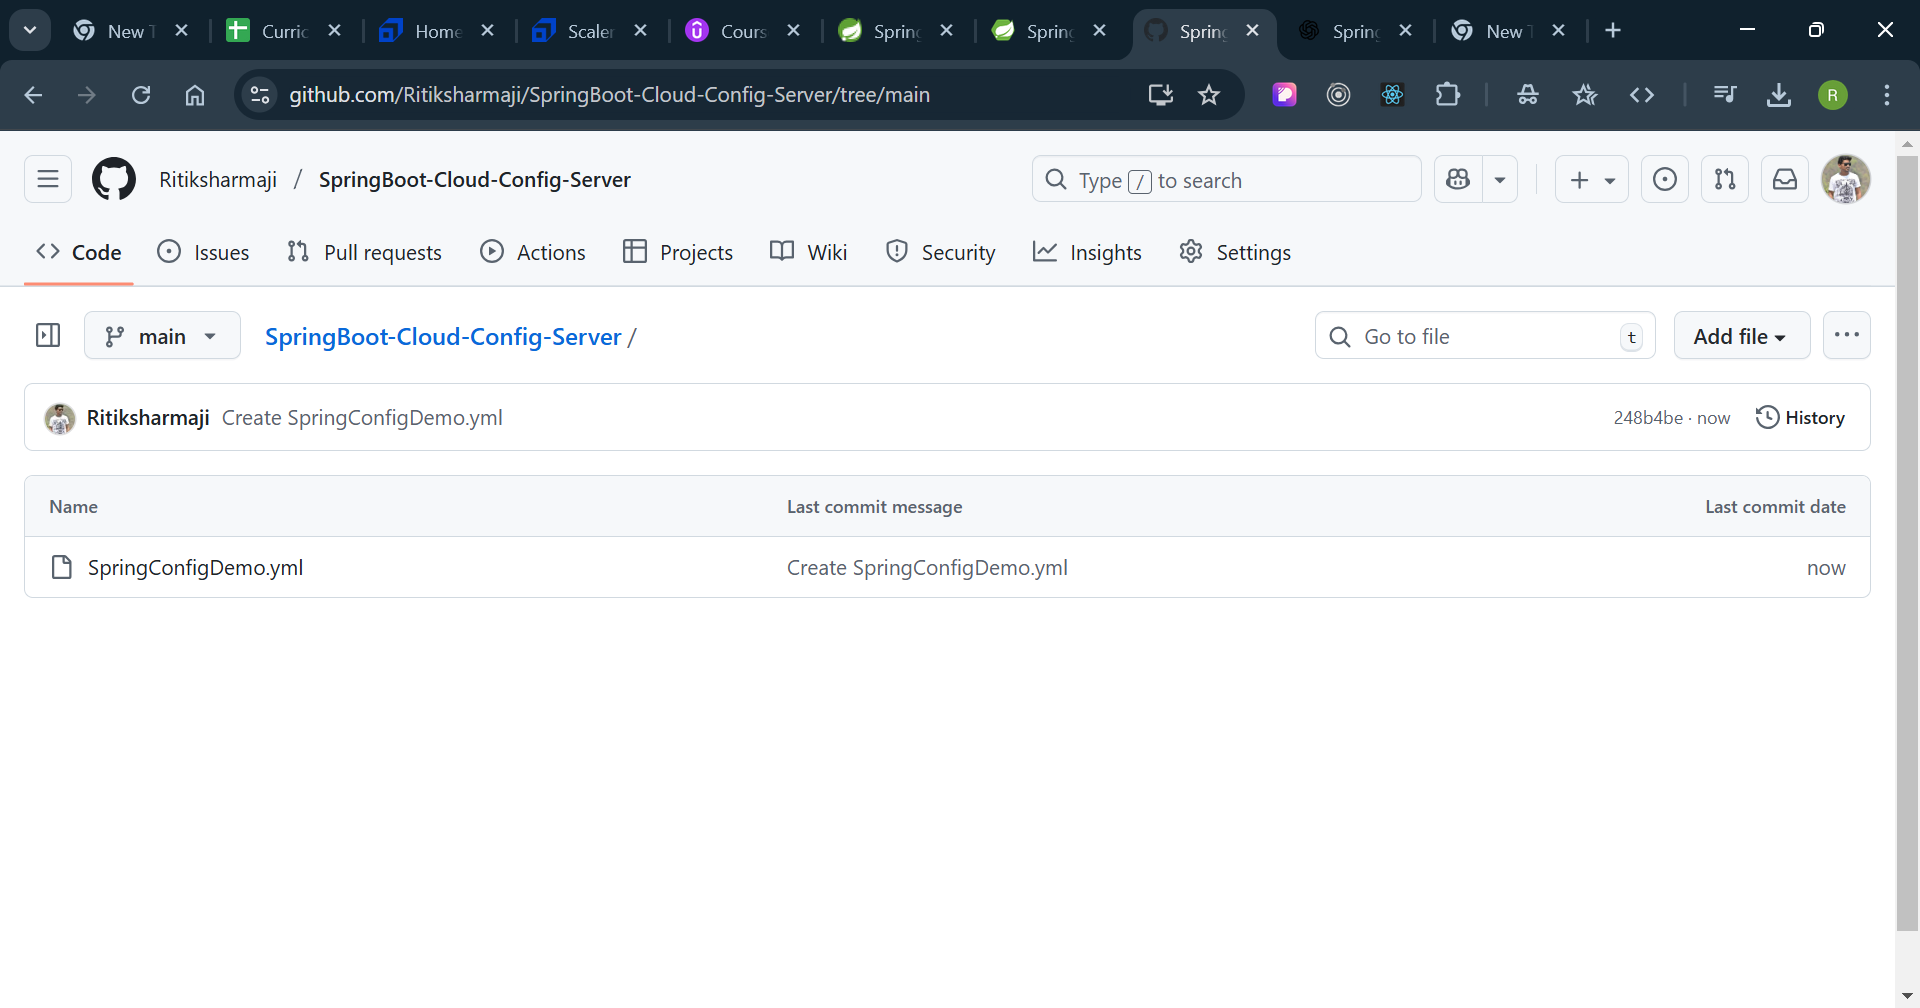 New T
Curric
Home
Scaler
Cours
Spring
Spring
Spring
Spring
New T
github.com/Ritiksharmaji/SpringBoot-Cloud-Config-Server/tree/main
R
Ritiksharmaji / SpringBoot-Cloud-Config-Server
Type / to search
Code
Issues
Pull requests
Actions
Projects
Wiki
Security
Insights
Settings
main
SpringBoot-Cloud-Config-Server /
Go to file
t
Add file
Ritiksharmaji Create SpringConfigDemo.yml
248b4be · now
History
Name
Last commit message
Last commit date
SpringConfigDemo.yml
Create SpringConfigDemo.yml
now